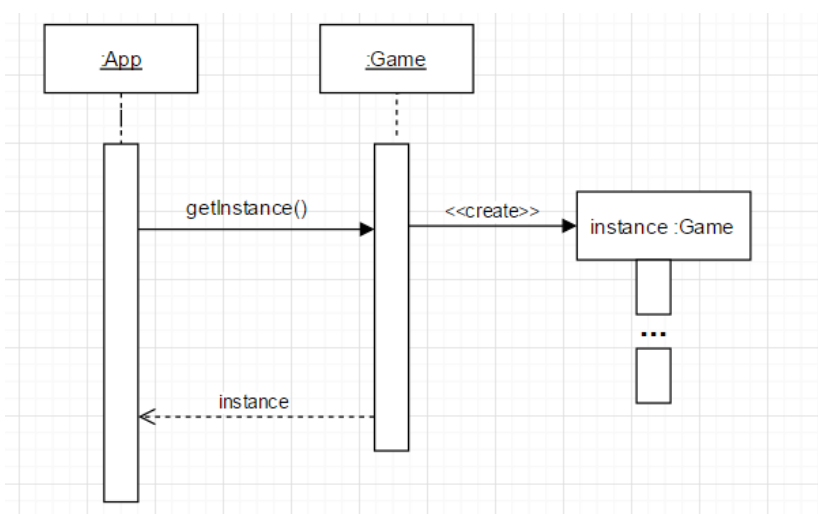 :App
:Game
getInstance()
<<create>>
instance :Game
...
instance